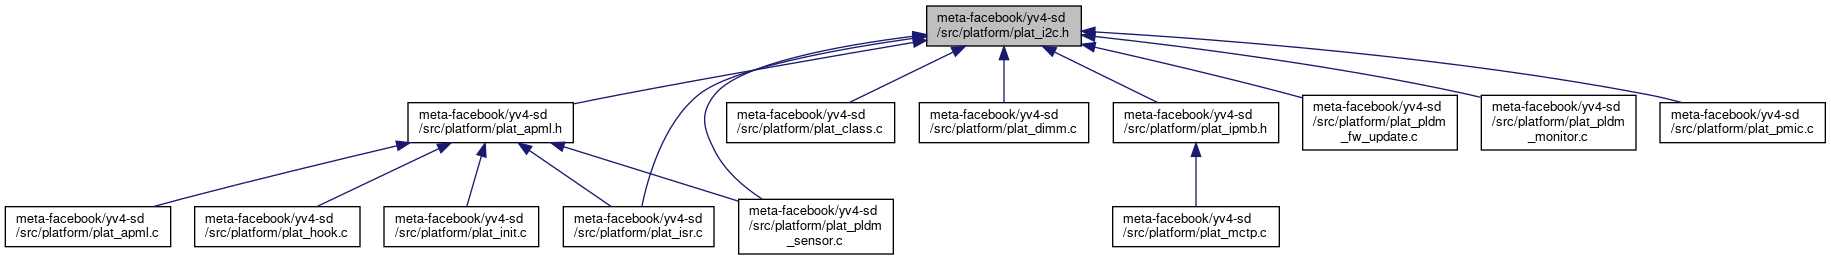 meta-facebook/yv4-sd
/src/platform/plat_i2c.h
meta-facebook/yv4-sd
/src/platform/plat_apml.h
meta-facebook/yv4-sd
/src/platform/plat_class.c
meta-facebook/yv4-sd
/src/platform/plat_dimm.c
meta-facebook/yv4-sd
/src/platform/plat_ipmb.h
meta-facebook/yv4-sd
/src/platform/plat_pldm
_fw_update.c
meta-facebook/yv4-sd
/src/platform/plat_pldm
_monitor.c
meta-facebook/yv4-sd
/src/platform/plat_pmic.c
meta-facebook/yv4-sd
/src/platform/plat_apml.c
meta-facebook/yv4-sd
/src/platform/plat_hook.c
meta-facebook/yv4-sd
/src/platform/plat_init.c
meta-facebook/yv4-sd
/src/platform/plat_isr.c
meta-facebook/yv4-sd
/src/platform/plat_pldm
_sensor.c
meta-facebook/yv4-sd
/src/platform/plat_mctp.c